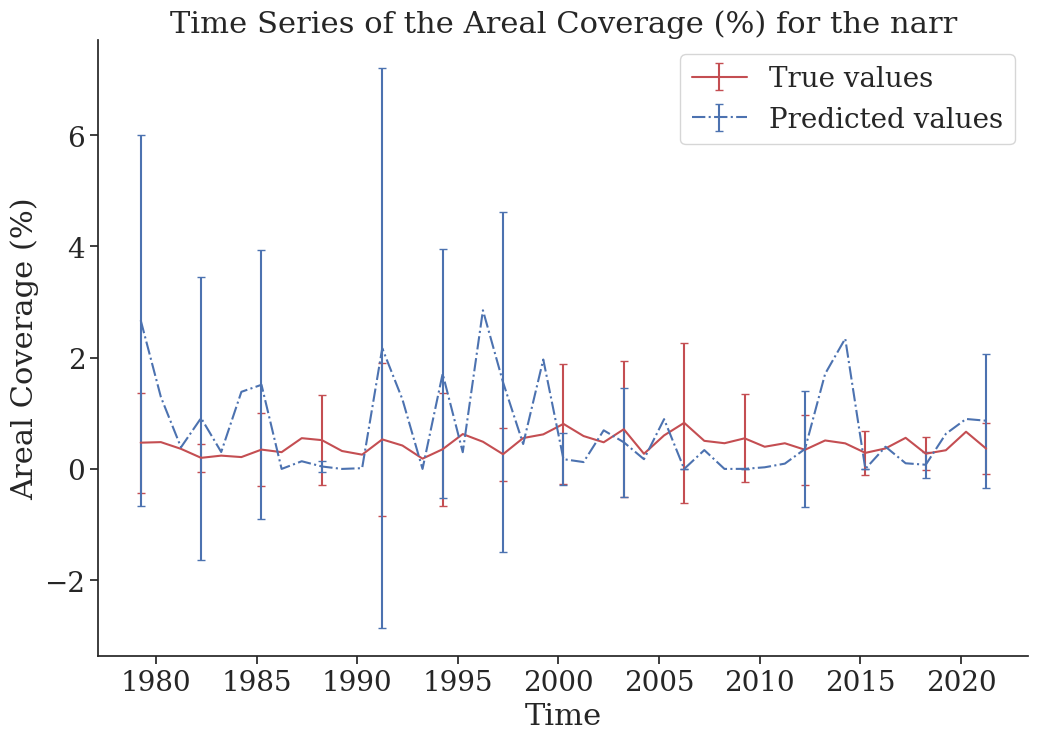 Time Series of the Areal Coverage (%) for the narr
True values
Predicted values
Areal Coverage (%)
6
4
2
0
−2
1980 1985 1990 1995 2000 2005 2010 2015 2020
Time